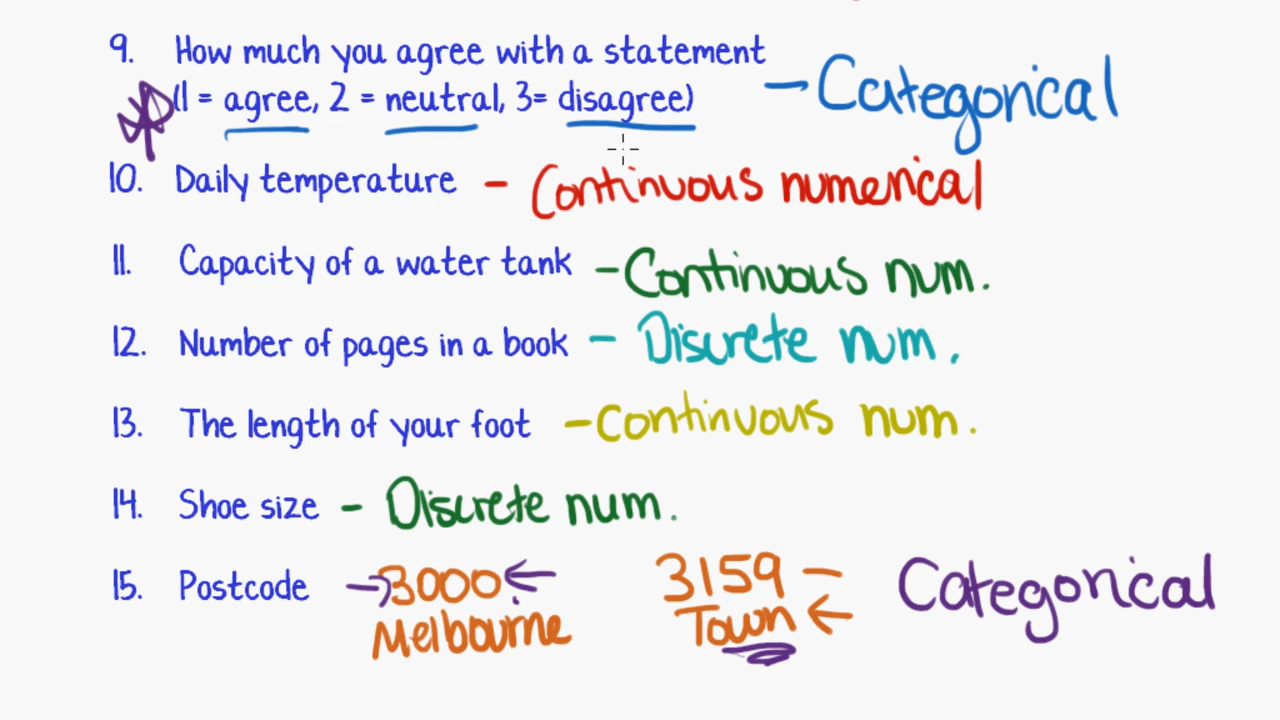 9. How much you agree with a statement
(1 = agree, 2 = neutral, 3= disagree) - Categorical
10. Daily temperature - Continuous numerical
11. Capacity of a water tank - Continuous num.
12. Number of pages in a book - Discrete num.
13. The length of your foot - continuous num.
14. Shoe size - Discrete num.
15. Postcode → 3000 ← 3159 - Categorical
Melbourne Town ←